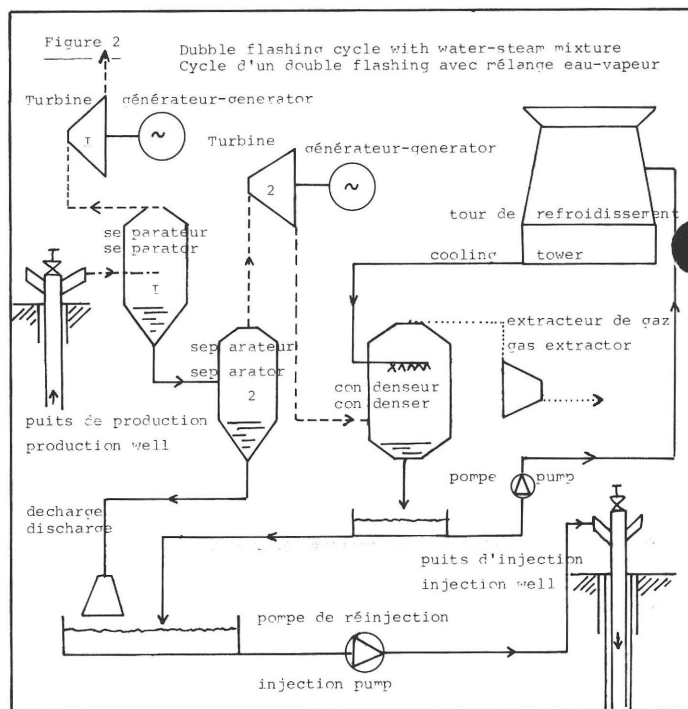 Figure 2
Dubble flashing cycle with water-steam mixture
Cycle d'un double flashing avec mélange eau-vapeur
Turbine
générateur-generator
I
Turbine
générateur-generator
2
separateur
separator
I
tour de refroidissement
cooling tower
separateur
separator
2
extracteur de gaz
gas extractor
condenseur
condenser
puits de production
production well
pompe
pump
decharge
discharge
puits d'injection
injection well
pompe de réinjection
injection pump